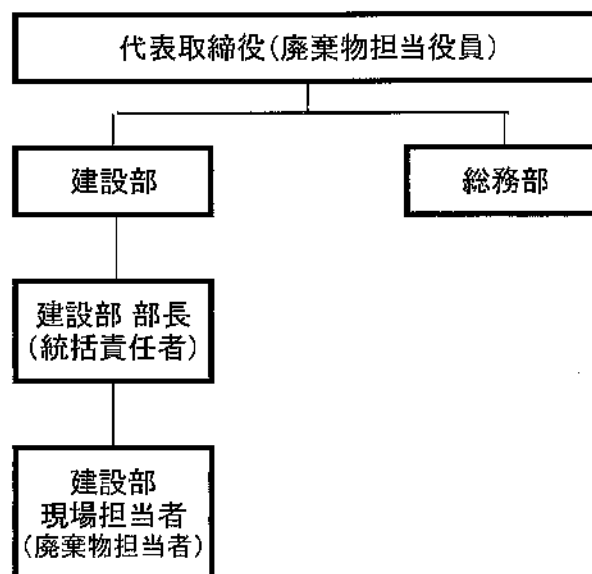 代表取締役(廃棄物担当役員)
建設部
総務部
建設部 部長
(統括責任者)
建設部
現場担当者
(廃棄物担当者)